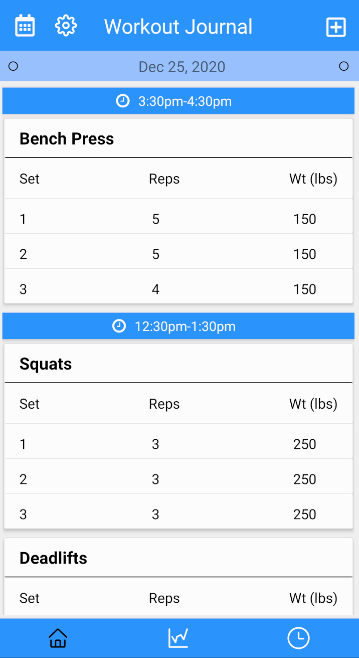 Workout Journal
Dec 25, 2020
3:30pm-4:30pm
Bench Press
Set Reps Wt (lbs)
1 5 150
2 5 150
3 4 150
12:30pm-1:30pm
Squats
Set Reps Wt (lbs)
1 3 250
2 3 250
3 3 250
Deadlifts
Set Reps Wt (lbs)